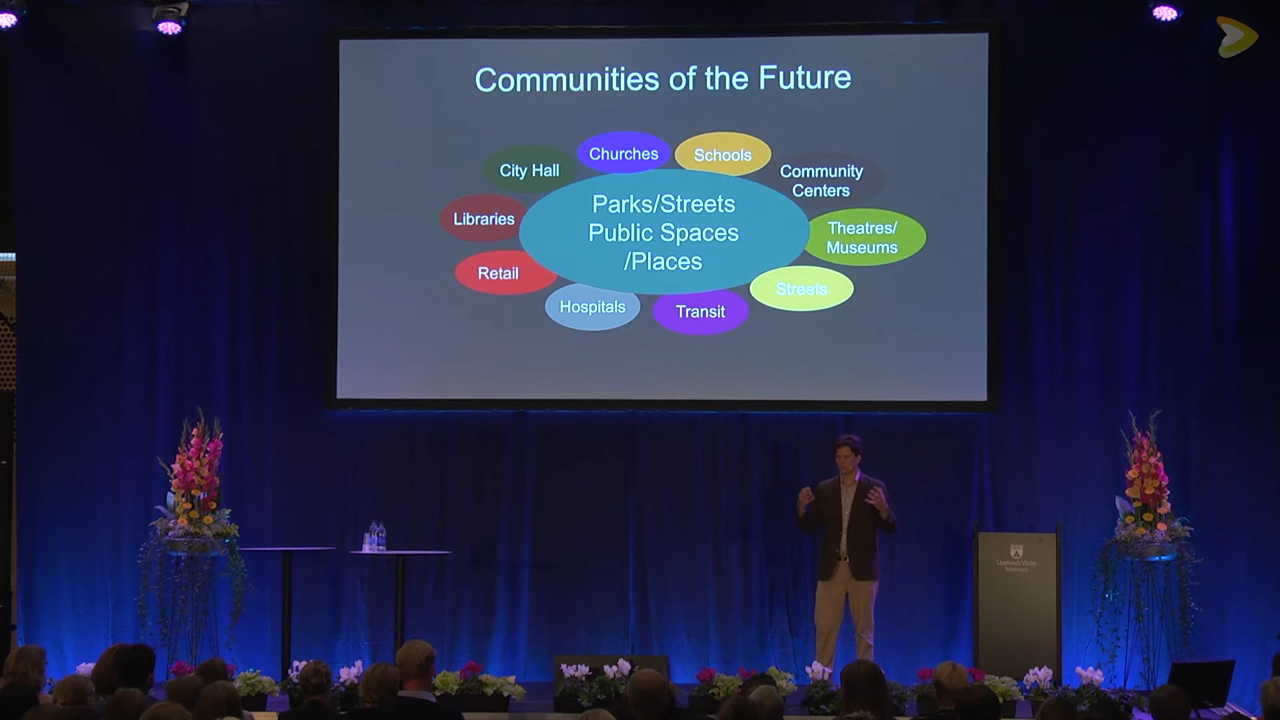 Communities of the Future
Churches
Schools
City Hall
Community
Centers
Libraries
Parks/Streets
Public Spaces
/Places
Theatres/
Museums
Retail
Streets
Hospitals
Transit